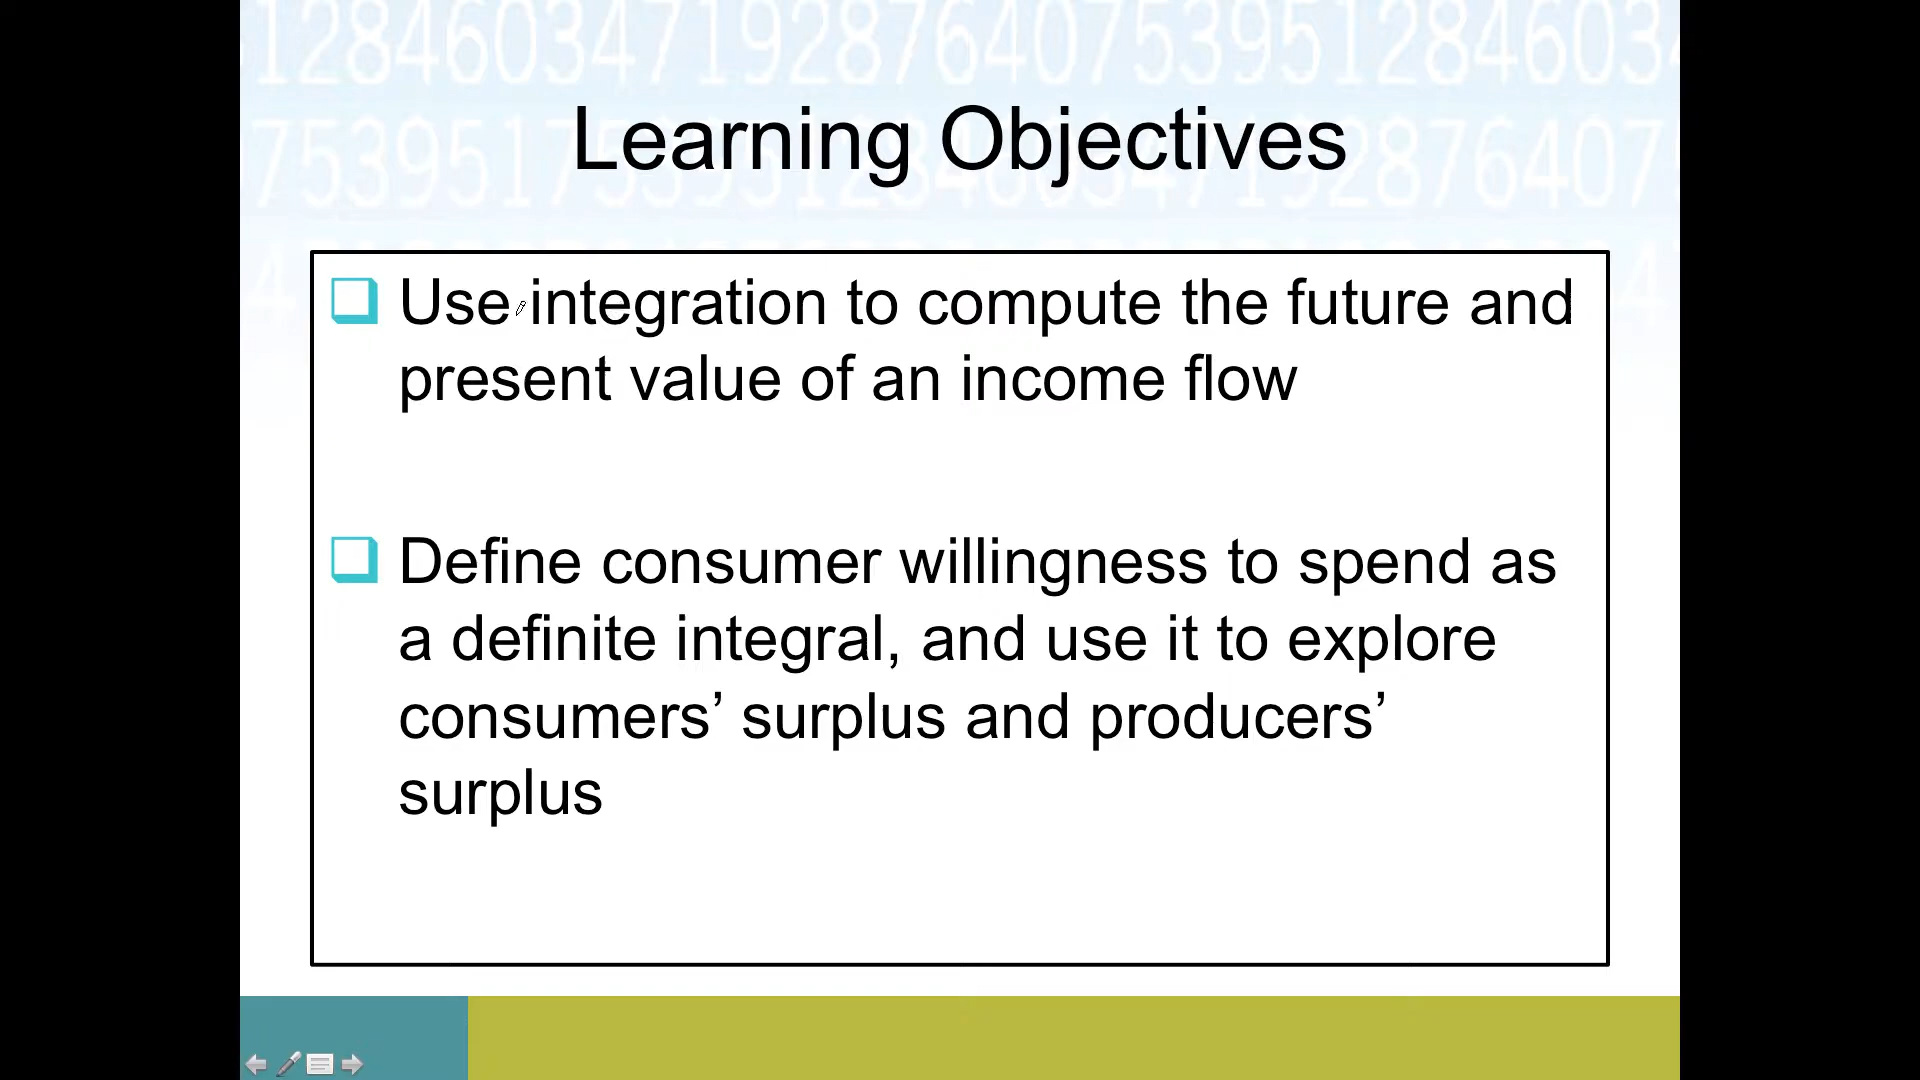 128460347192876407539512846034
Learning Objectives
Use integration to compute the future and
present value of an income flow
Define consumer willingness to spend as
a definite integral, and use it to explore
consumers’ surplus and producers’
surplus